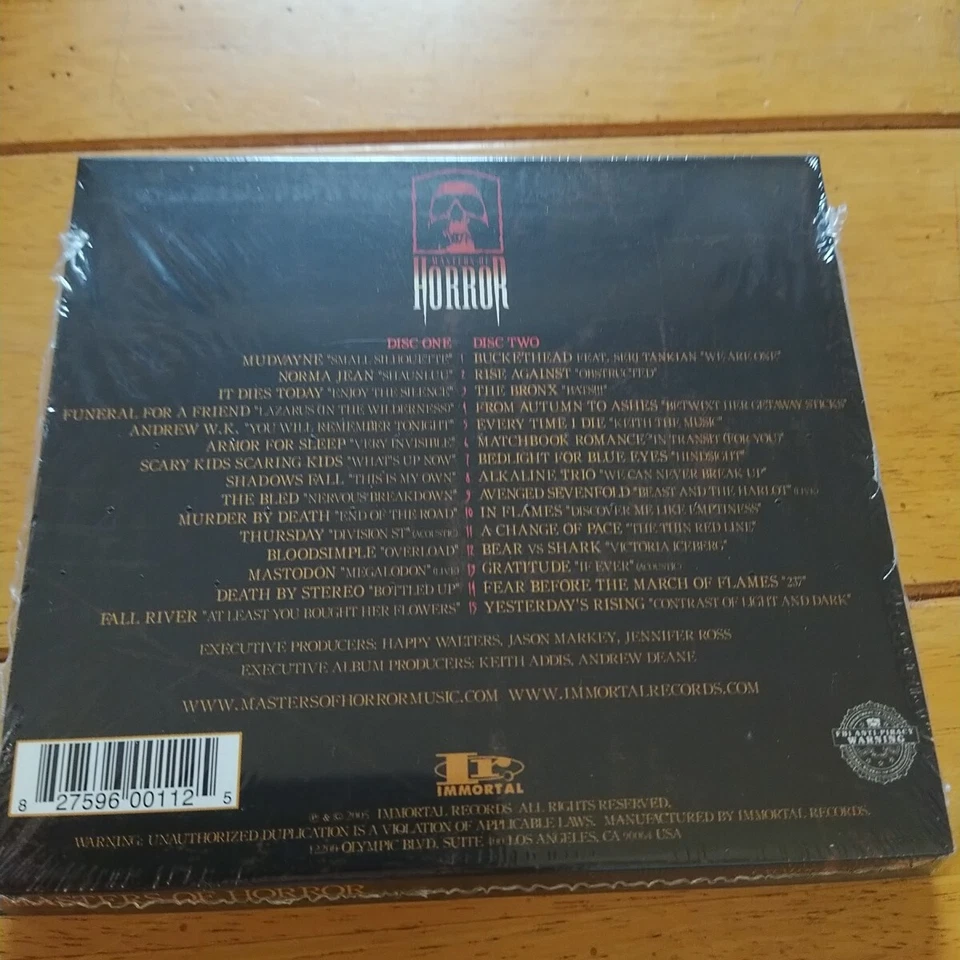 MASTERS OF
HORROR
DISC ONE DISC TWO
MUDVAYNE "SMALL SILHOUETTE" 1 BUCKETHEAD FEAT. SERJ TANKIAN "WE ARE ONE"
NORMA JEAN "SHAUNLUU" 2 RISE AGAINST "OBSTRUCTED"
IT DIES TODAY "ENJOY THE SILENCE" 3 THE BRONX "BATS!!!"
FUNERAL FOR A FRIEND "LAZARUS (IN THE WILDERNESS)" 4 FROM AUTUMN TO ASHES "BETWIXT HER GETAWAY STICKS"
ANDREW W.K. "YOU WILL REMEMBER TONIGHT" 5 EVERY TIME I DIE "KEITH THE MUSIC"
ARMOR FOR SLEEP "VERY INVISIBLE" 6 MATCHBOOK ROMANCE "IN TRANSIT (FOR YOU)"
SCARY KIDS SCARING KIDS "WHAT'S UP NOW" 7 BEDLIGHT FOR BLUE EYES "HINDSIGHT"
SHADOWS FALL "THIS IS MY OWN" 8 ALKALINE TRIO "WE CAN NEVER BREAK UP"
THE BLED "NERVOUS BREAKDOWN" 9 AVENGED SEVENFOLD "BEAST AND THE HARLOT" (LIVE)
MURDER BY DEATH "END OF THE ROAD" 10 IN FLAMES "DISCOVER ME LIKE EMPTINESS"
THURSDAY "DIVISION ST" (ACOUSTIC) 11 A CHANGE OF PACE "THE THIN RED LINE"
BLOODSIMPLE "OVERLOAD" 12 BEAR VS SHARK "VICTORIA ICEBERG"
MASTODON "MEGALODON" (LIVE) 13 GRATITUDE "IF EVER" (ACOUSTIC)
DEATH BY STEREO "BOTTLED UP" 14 FEAR BEFORE THE MARCH OF FLAMES "237"
FALL RIVER "AT LEAST YOU BOUGHT HER FLOWERS" 15 YESTERDAY'S RISING "CONTRAST OF LIGHT AND DARK"
EXECUTIVE PRODUCERS: HAPPY WALTERS, JASON MARKEY, JENNIFER ROSS
EXECUTIVE ALBUM PRODUCERS: KEITH ADDIS, ANDREW DEANE
WWW.MASTERSOFHORRORMUSIC.COM WWW.IMMORTALRECORDS.COM
FBI ANTI-PIRACY
WARNING
Ir.
IMMORTAL
8 27596 00112 5
℗ & © 2005 IMMORTAL RECORDS. ALL RIGHTS RESERVED. MANUFACTURED BY IMMORTAL RECORDS.
WARNING: UNAUTHORIZED DUPLICATION IS A VIOLATION OF APPLICABLE LAWS.
12200 OLYMPIC BLVD. SUITE 400 LOS ANGELES, CA 90064 USA
MASTERS OF HORROR